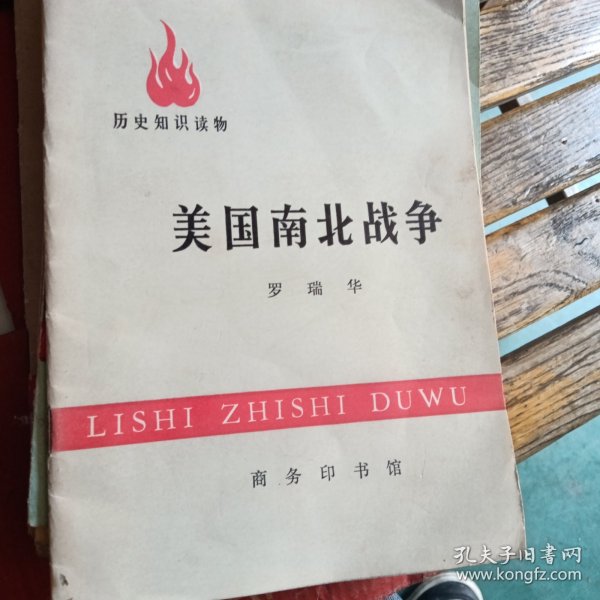 历史知识读物
美国南北战争
罗瑞华
LISHI ZHISHI DUWU
商务印书馆
孔夫子旧书网
www.kongfz.com